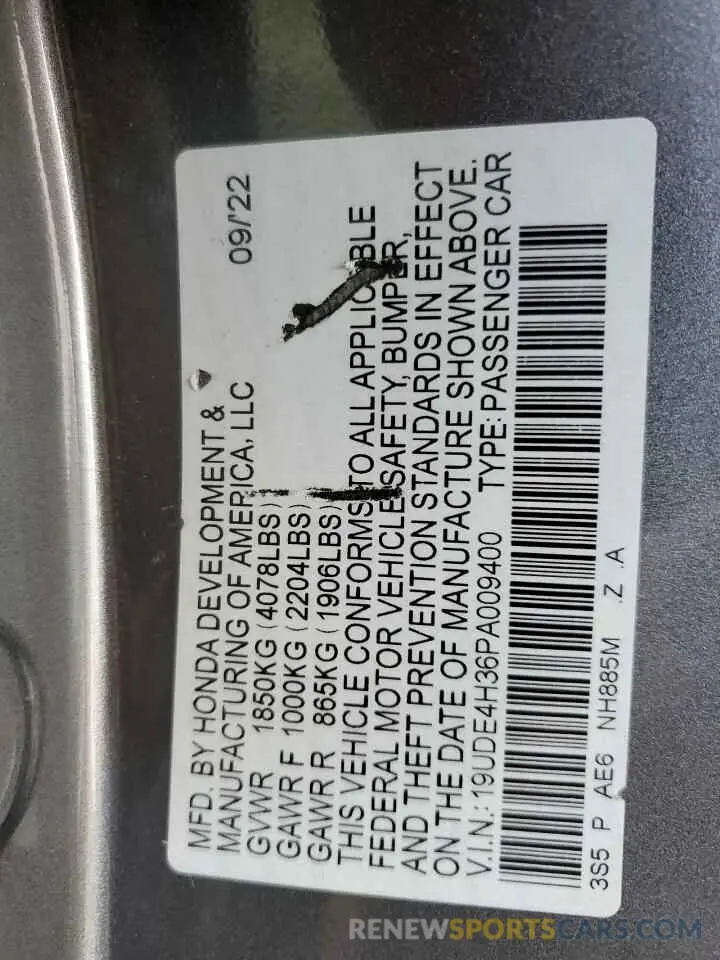 09/'22
MFD. BY HONDA DEVELOPMENT &
MANUFACTURING OF AMERICA, LLC
GVWR 1850KG (4078LBS)
GAWR F 1000KG (2204LBS)
GAWR R 865KG (1906LBS)
THIS VEHICLE CONFORMS TO ALL APPLICABLE
FEDERAL MOTOR VEHICLE SAFETY, BUMPER,
AND THEFT PREVENTION STANDARDS IN EFFECT
ON THE DATE OF MANUFACTURE SHOWN ABOVE.
V.I.N.: 19UDE4H36PA009400 TYPE: PASSENGER CAR
3S5 P AE6 NH885M .Z .A
RENEWSPORTSCARS.COM